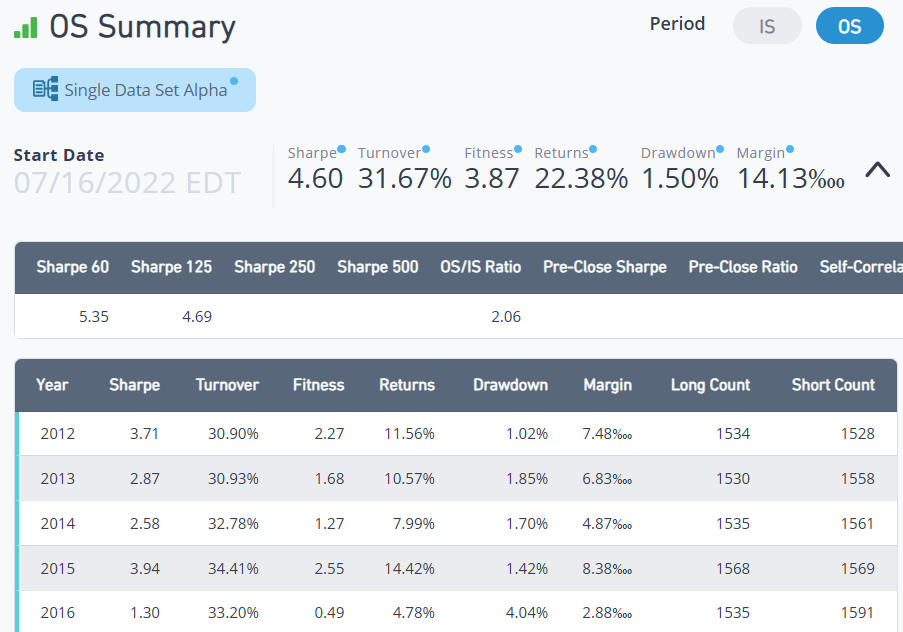 OS Summary
Period IS OS
Single Data Set Alpha
Start Date
07/16/2022 EDT
Sharpe Turnover Fitness Returns Drawdown Margin
4.60 31.67% 3.87 22.38% 1.50% 14.13‱
Sharpe 60 Sharpe 125 Sharpe 250 Sharpe 500 OS/IS Ratio Pre-Close Sharpe Pre-Close Ratio Self-Correla
5.35 4.69 2.06
Year Sharpe Turnover Fitness Returns Drawdown Margin Long Count Short Count
2012 3.71 30.90% 2.27 11.56% 1.02% 7.48‱ 1534 1528
2013 2.87 30.93% 1.68 10.57% 1.85% 6.83‱ 1530 1558
2014 2.58 32.78% 1.27 7.99% 1.70% 4.87‱ 1535 1561
2015 3.94 34.41% 2.55 14.42% 1.42% 8.38‱ 1568 1569
2016 1.30 33.20% 0.49 4.78% 4.04% 2.88‱ 1535 1591